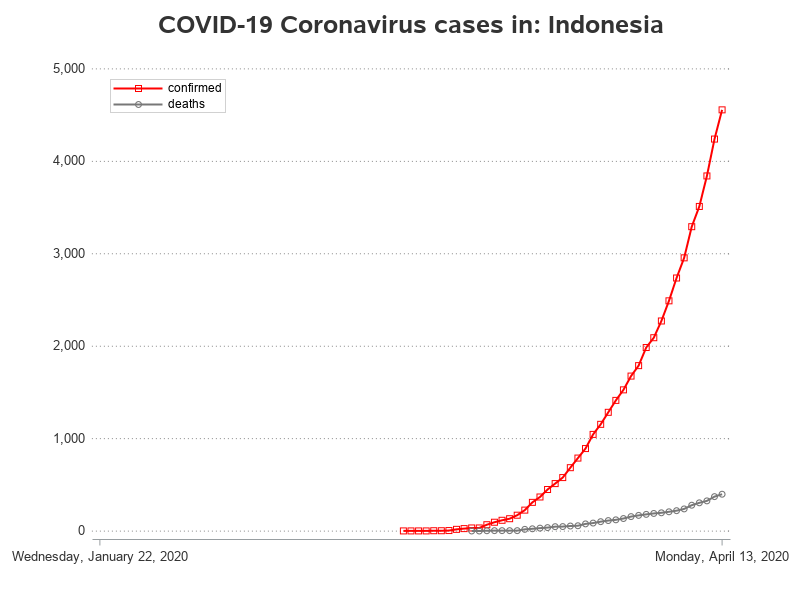 COVID-19 Coronavirus cases in: Indonesia
5,000
confirmed
deaths
4,000
3,000
2,000
1,000
0
Wednesday, January 22, 2020
Monday, April 13, 2020